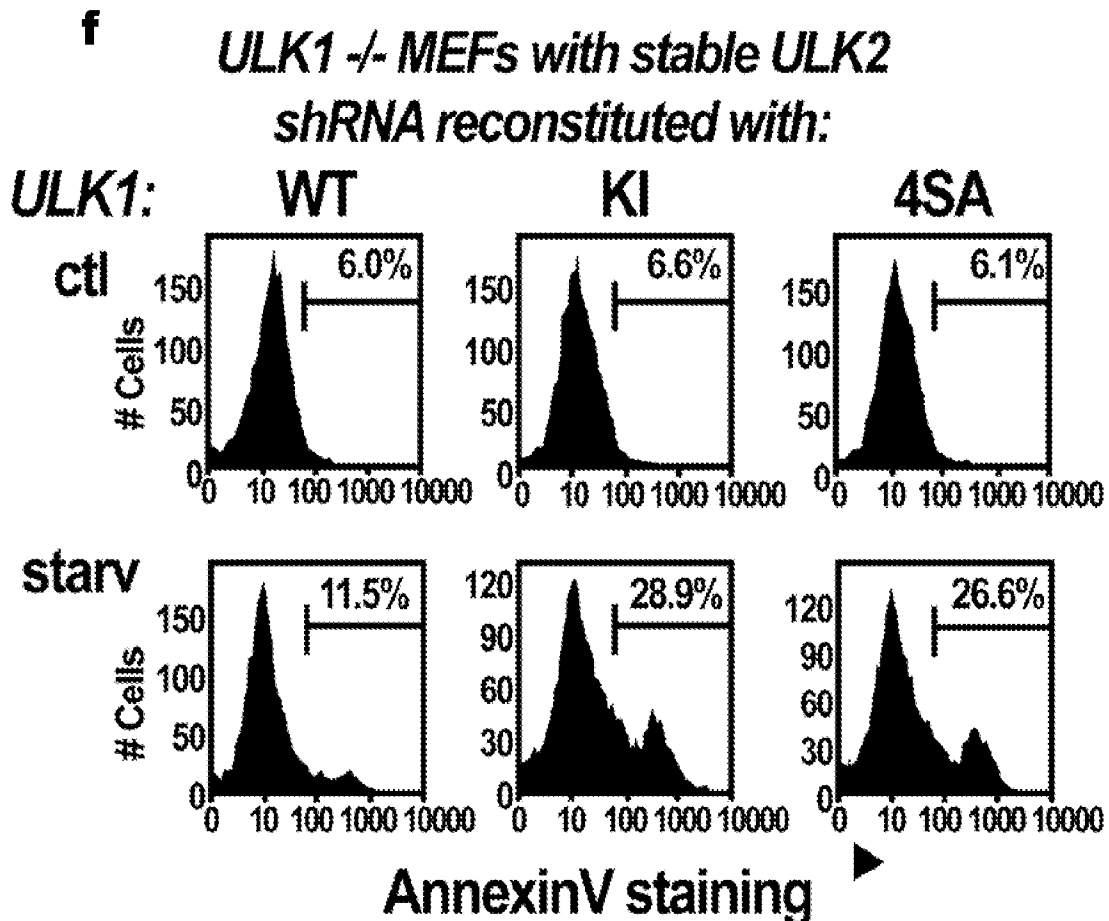 f
ULK1 -/- MEFs with stable ULK2
shRNA reconstituted with:
ULK1: WT KI 4SA
ctl
6.0% 6.6% 6.1%
# Cells
150 150 150
100 100 100
50 50 50
0 0 0
0 10 100 1000 10000 0 10 100 1000 10000 0 10 100 1000 10000
starv
11.5% 28.9% 26.6%
# Cells
150 120 120
100 90 90
50 60 60
0 30 30
0 0
0 10 100 1000 10000 0 10 100 1000 10000 0 10 100 1000 10000
AnnexinV staining